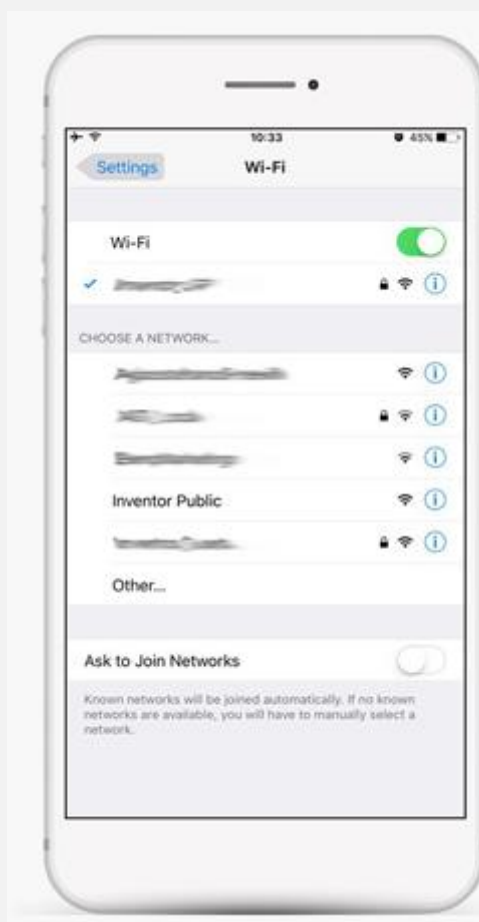 10:33 45%
Settings Wi-Fi
Wi-Fi
CHOOSE A NETWORK...
Inventor Public
Other...
Ask to Join Networks
Known networks will be joined automatically. If no known
networks are available, you will have to manually select a
network.